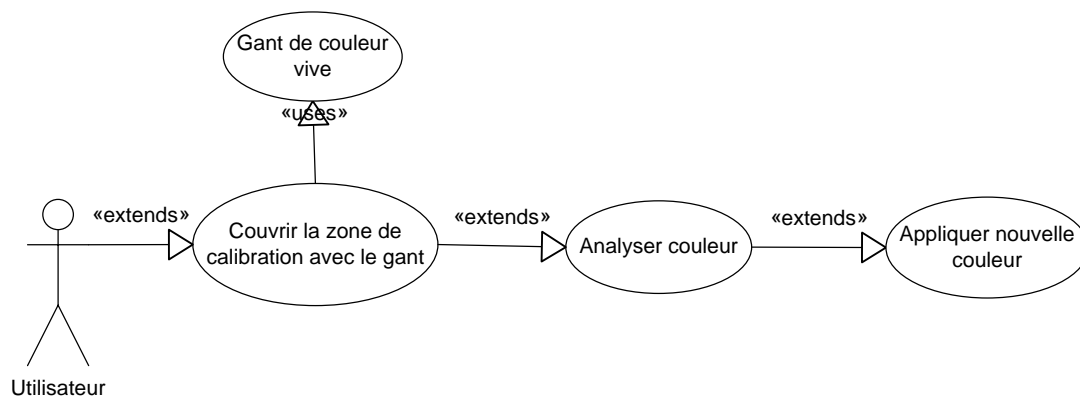 Gant de couleur
vive
«uses»
«extends»
Couvrir la zone de
calibration avec le gant
«extends»
Analyser couleur
«extends»
Appliquer nouvelle
couleur
Utilisateur